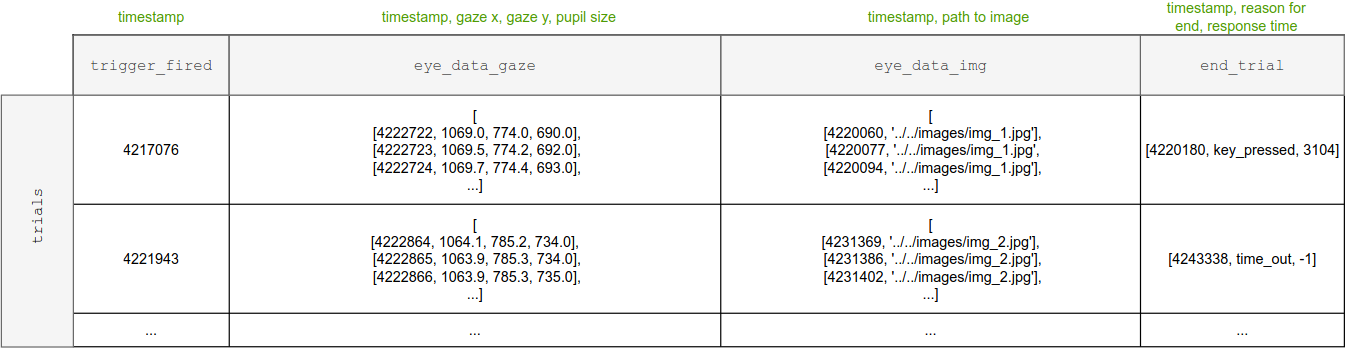 timestamp
timestamp, gaze x, gaze y, pupil size
timestamp, path to image
timestamp, reason for
end, response time
trigger_fired
eye_data_gaze
eye_data_img
end_trial
trials
4217076
[
[4222722, 1069.0, 774.0, 690.0],
[4222723, 1069.5, 774.2, 692.0],
[4222724, 1069.7, 774.4, 693.0],
...]
[
[4220060, '../../images/img_1.jpg'],
[4220077, '../../images/img_1.jpg',
[4220094, '../../images/img_1.jpg'],
...]
[4220180, key_pressed, 3104]
4221943
[
[4222864, 1064.1, 785.2, 734.0],
[4222865, 1063.9, 785.3, 734.0],
[4222866, 1063.9, 785.3, 735.0],
...]
[
[4231369, '../../images/img_2.jpg'],
[4231386, '../../images/img_2.jpg'],
[4231402, '../../images/img_2.jpg'],
...]
[4243338, time_out, -1]
...
...
...
...